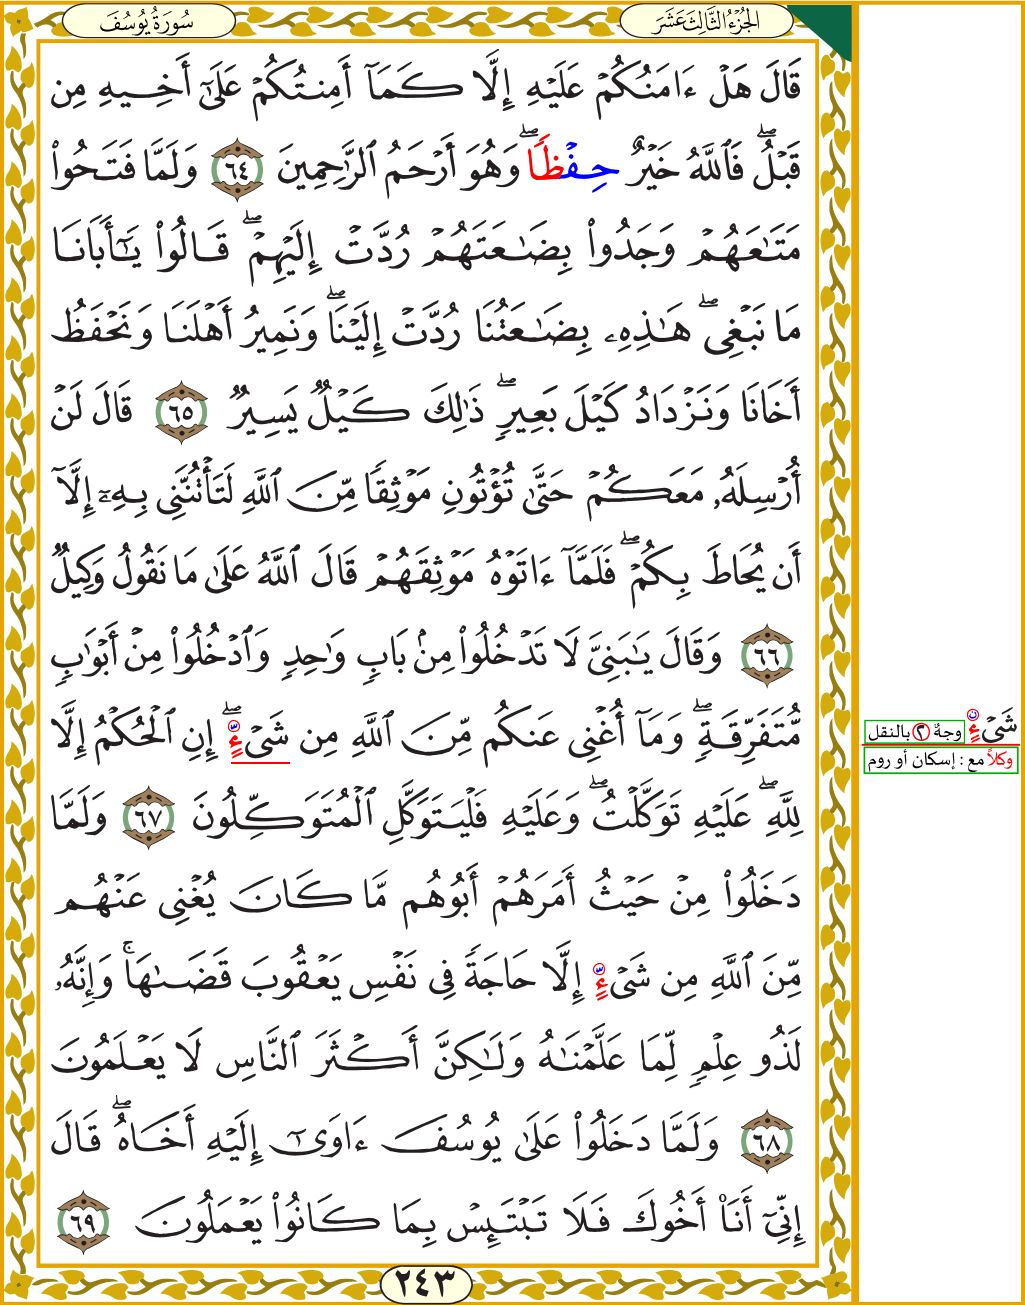 سُورَةُ يُوسُفَ
الجُزْءُ الثَّالِثَ عَشَرَ
قَالَ هَلْ ءَامَنُكُمْ عَلَيْهِ إِلَّا كَمَآ أَمِنتُكُمْ عَلَىٰٓ أَخِيهِ مِن
قَبْلُۖ فَٱللَّهُ خَيْرٌ حِفْظًاۖ وَهُوَ أَرْحَمُ ٱلرَّٰحِمِينَ ٦٤ وَلَمَّا فَتَحُوا۟
مَتَٰعَهُمْ وَجَدُوا۟ بِضَٰعَتَهُمْ رُدَّتْ إِلَيْهِمْۖ قَالُوا۟ يَٰٓأَبَانَا
مَا نَبْغِىۖ هَٰذِهِۦ بِضَٰعَتُنَا رُدَّتْ إِلَيْنَاۖ وَنَمِيرُ أَهْلَنَا وَنَحْفَظُ
أَخَانَا وَنَزْدَادُ كَيْلَ بَعِيرٍۖ ذَٰلِكَ كَيْلٌ يَسِيرٌ ٦٥ قَالَ لَنْ
أُرْسِلَهُۥ مَعَكُمْ حَتَّىٰ تُؤْتُونِ مَوْثِقًا مِّنَ ٱللَّهِ لَتَأْتُنَّنِى بِهِۦٓ إِلَّآ
أَن يُحَاطَ بِكُمْۖ فَلَمَّآ ءَاتَوْهُ مَوْثِقَهُمْ قَالَ ٱللَّهُ عَلَىٰ مَا نَقُولُ وَكِيلٌ
٦٦ وَقَالَ يَٰبَنِىَّ لَا تَدْخُلُوا۟ مِنۢ بَابٍ وَٰحِدٍ وَٱدْخُلُوا۟ مِنْ أَبْوَٰبٍ
مُّتَفَرِّقَةٍۖ وَمَآ أُغْنِى عَنكُم مِّنَ ٱللَّهِ مِن شَىْءٍۖ إِنِ ٱلْحُكْمُ إِلَّا
لِلَّهِۖ عَلَيْهِ تَوَكَّلْتُۖ وَعَلَيْهِ فَلْيَتَوَكَّلِ ٱلْمُتَوَكِّلُونَ ٦٧ وَلَمَّا
دَخَلُوا۟ مِنْ حَيْثُ أَمَرَهُمْ أَبُوهُم مَّا كَانَ يُغْنِى عَنْهُم
مِّنَ ٱللَّهِ مِن شَىْءٍ إِلَّا حَاجَةً فِى نَفْسِ يَعْقُوبَ قَضَىٰهَاۚ وَإِنَّهُۥ
لَذُو عِلْمٍ لِّمَا عَلَّمْنَٰهُ وَلَٰكِنَّ أَكْثَرَ ٱلنَّاسِ لَا يَعْلَمُونَ
٦٨ وَلَمَّا دَخَلُوا۟ عَلَىٰ يُوسُفَ ءَاوَىٰٓ إِلَيْهِ أَخَاهُۖ قَالَ
إِنِّىٓ أَنَا۠ أَخُوكَ فَلَا تَبْتَئِسْ بِمَا كَانُوا۟ يَعْمَلُونَ ٦٩
٢٤٣
شَىْءٍ وجهٌ ٢ بالنقل
وكلاً مع : إسكان أو روم